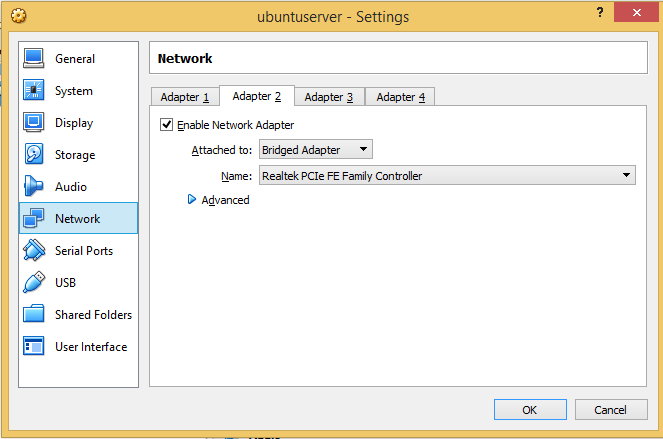 ubuntuserver - Settings
?
General
System
Display
Storage
Audio
Network
Serial Ports
USB
Shared Folders
User Interface
Network
Adapter 1 Adapter 2 Adapter 3 Adapter 4
Enable Network Adapter
Attached to: Bridged Adapter
Name: Realtek PCIe FE Family Controller
Advanced
OK Cancel